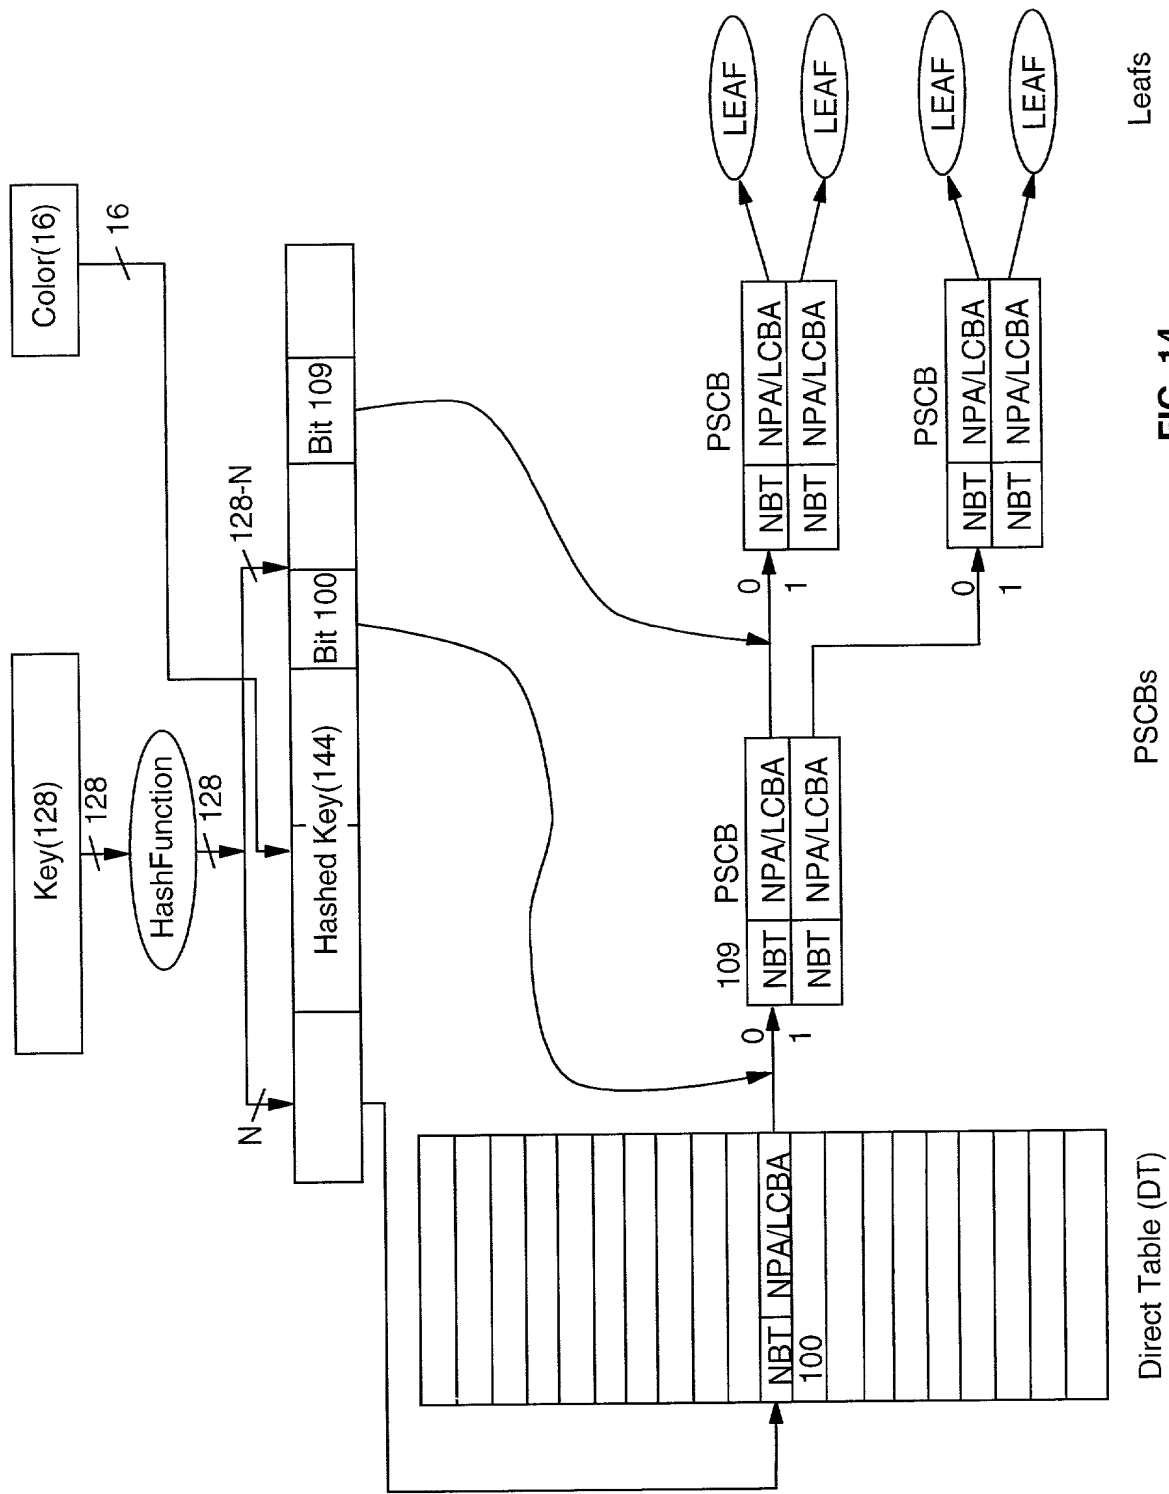 Key(128)
Color(16)
128
16
HashFunction
128
N
128-N
Hashed Key(144)
Bit 100
Bit 109
NBT NPA/LCBA
100
0
1
109 PSCB
NBT NPA/LCBA
NBT NPA/LCBA
0
1
PSCB
NBT NPA/LCBA
NBT NPA/LCBA
LEAF
LEAF
0
1
PSCB
NBT NPA/LCBA
NBT NPA/LCBA
LEAF
LEAF
Direct Table (DT)
PSCBs
Leafs
FIG. 14